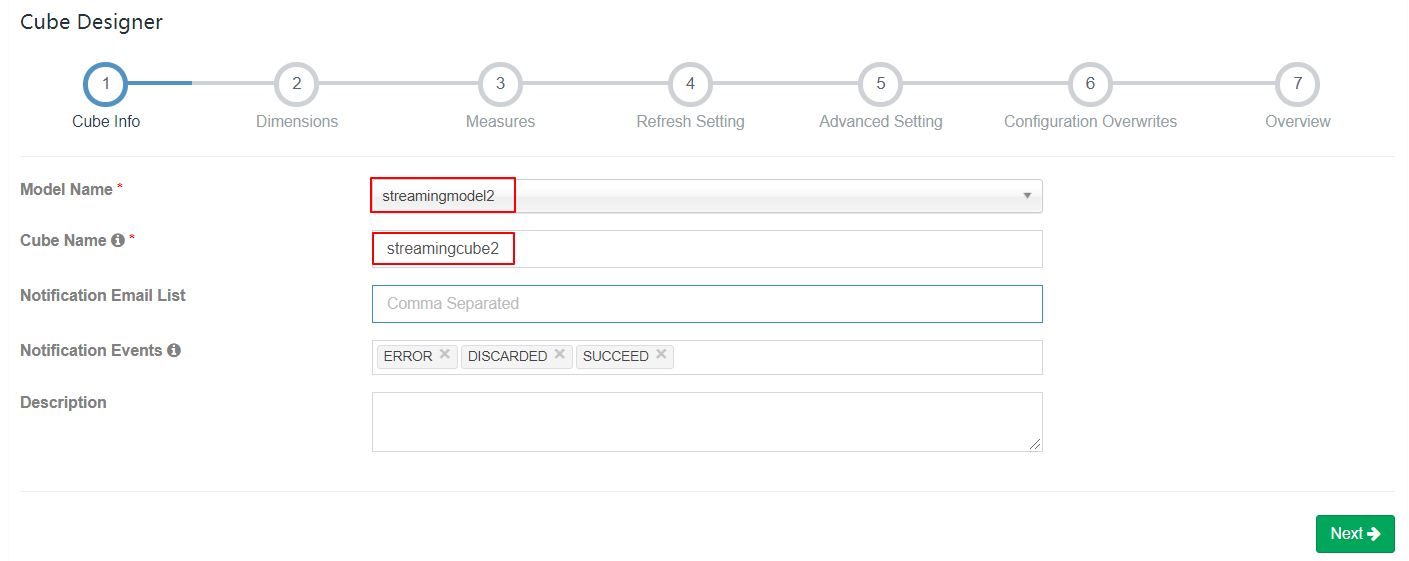 Cube Designer
1 2 3 4 5 6 7
Cube Info Dimensions Measures Refresh Setting Advanced Setting Configuration Overwrites Overview
Model Name * streamingmodel2
Cube Name * streamingcube2
Notification Email List Comma Separated
Notification Events ERROR DISCARDED SUCCEED
Description
Next